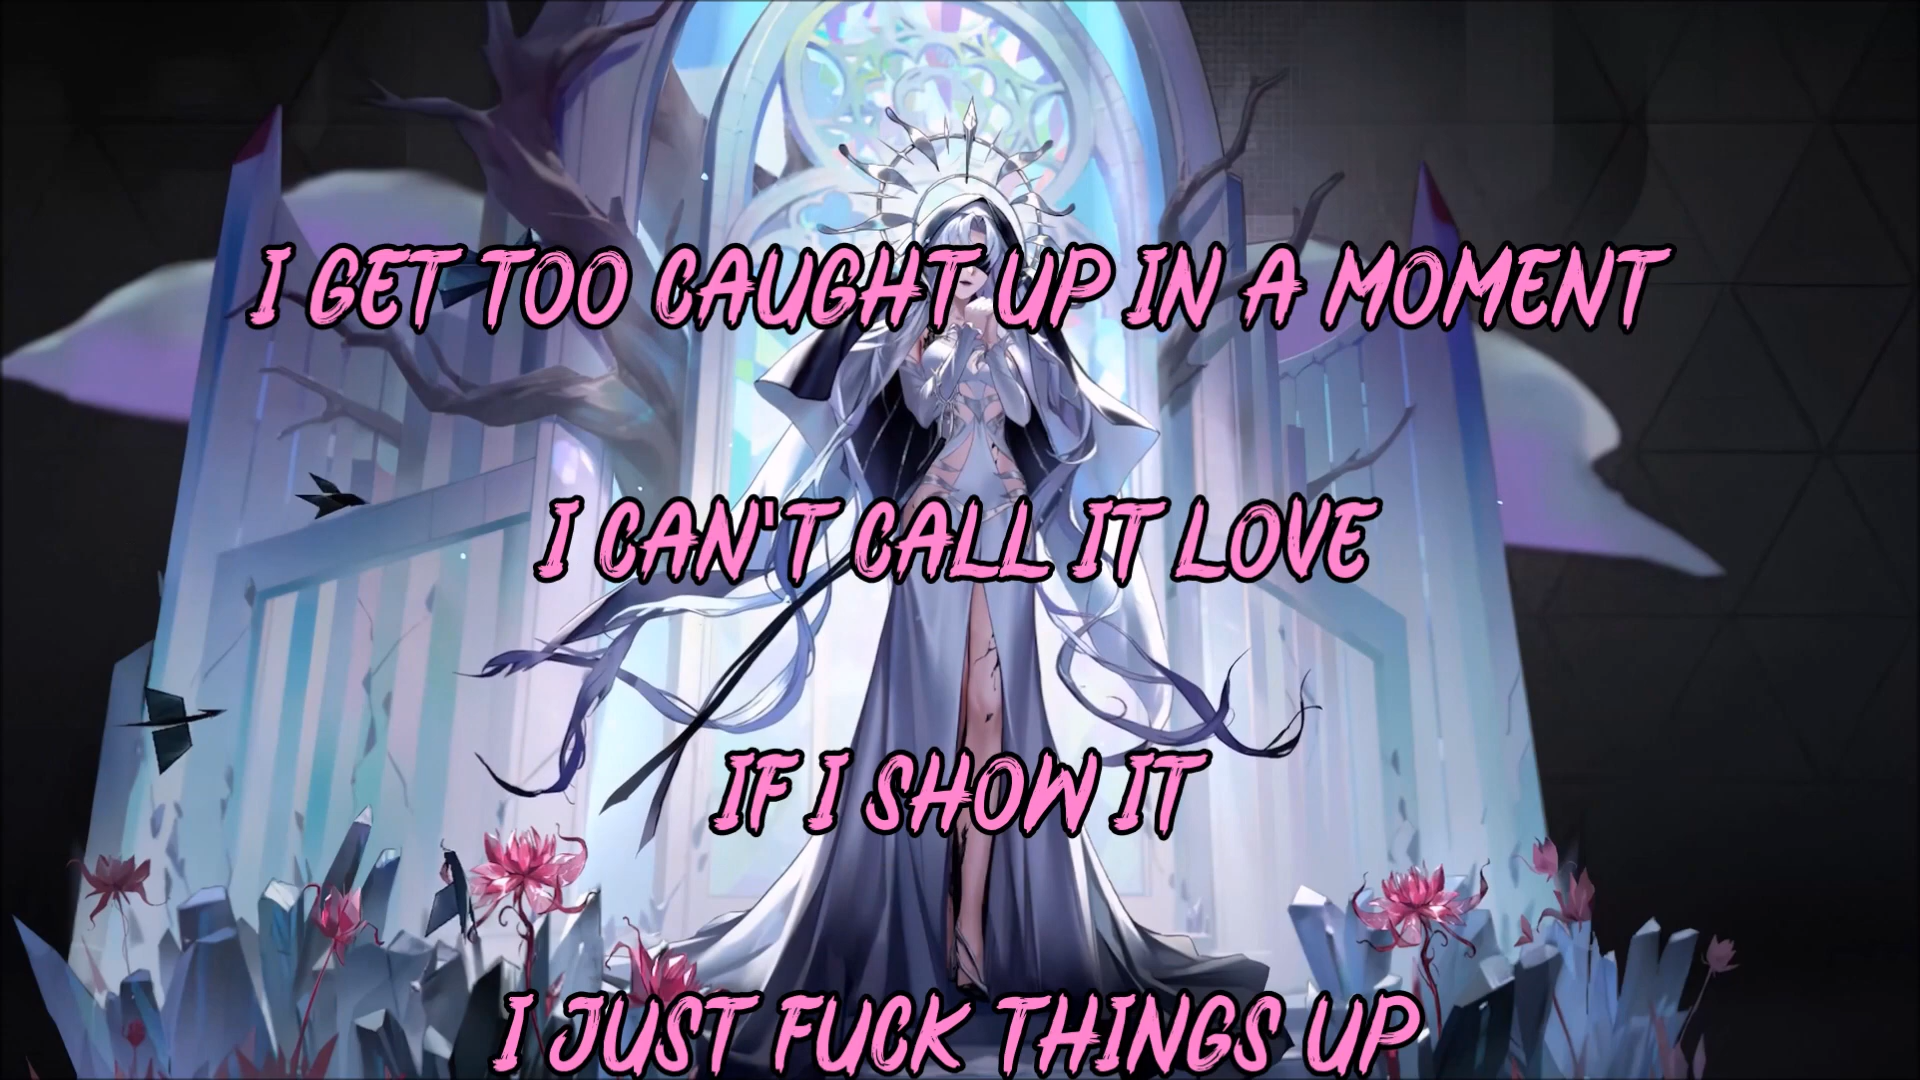 I GET TOO CAUGHT UP IN A MOMENT
I CAN'T CALL IT LOVE
IF I SHOW IT
I JUST FUCK THINGS UP